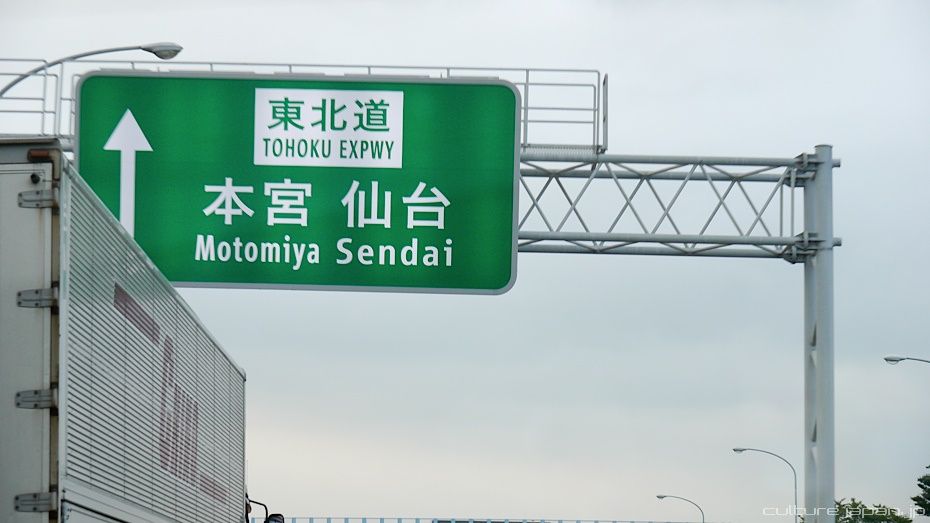 東北道
TOHOKU EXPWY
本宮 仙台
Motomiya Sendai
culture.japan.jp